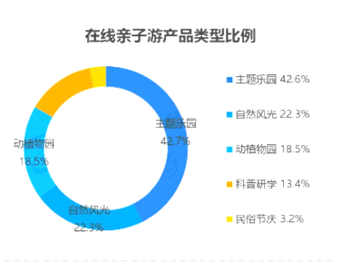 在线亲子游产品类型比例
主题乐园
42.7%
动植物园
18.5%
自然风光
22.3%
主题乐园 42.6%
自然风光 22.3%
动植物园 18.5%
科普研学 13.4%
民俗节庆 3.2%